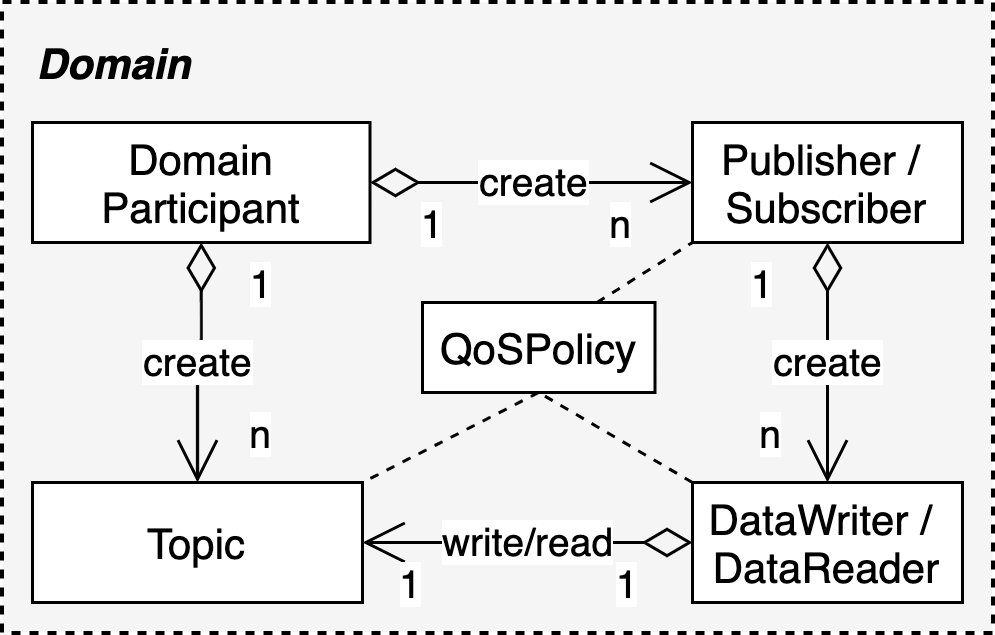 Domain
Domain
Participant
create
1
n
Publisher /
Subscriber
1
create
n
QoSPolicy
1
create
n
Topic
write/read
1
1
DataWriter /
DataReader